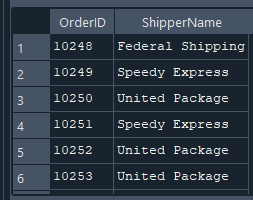 OrderID ShipperName
1 10248 Federal Shipping
2 10249 Speedy Express
3 10250 United Package
4 10251 Speedy Express
5 10252 United Package
6 10253 United Package